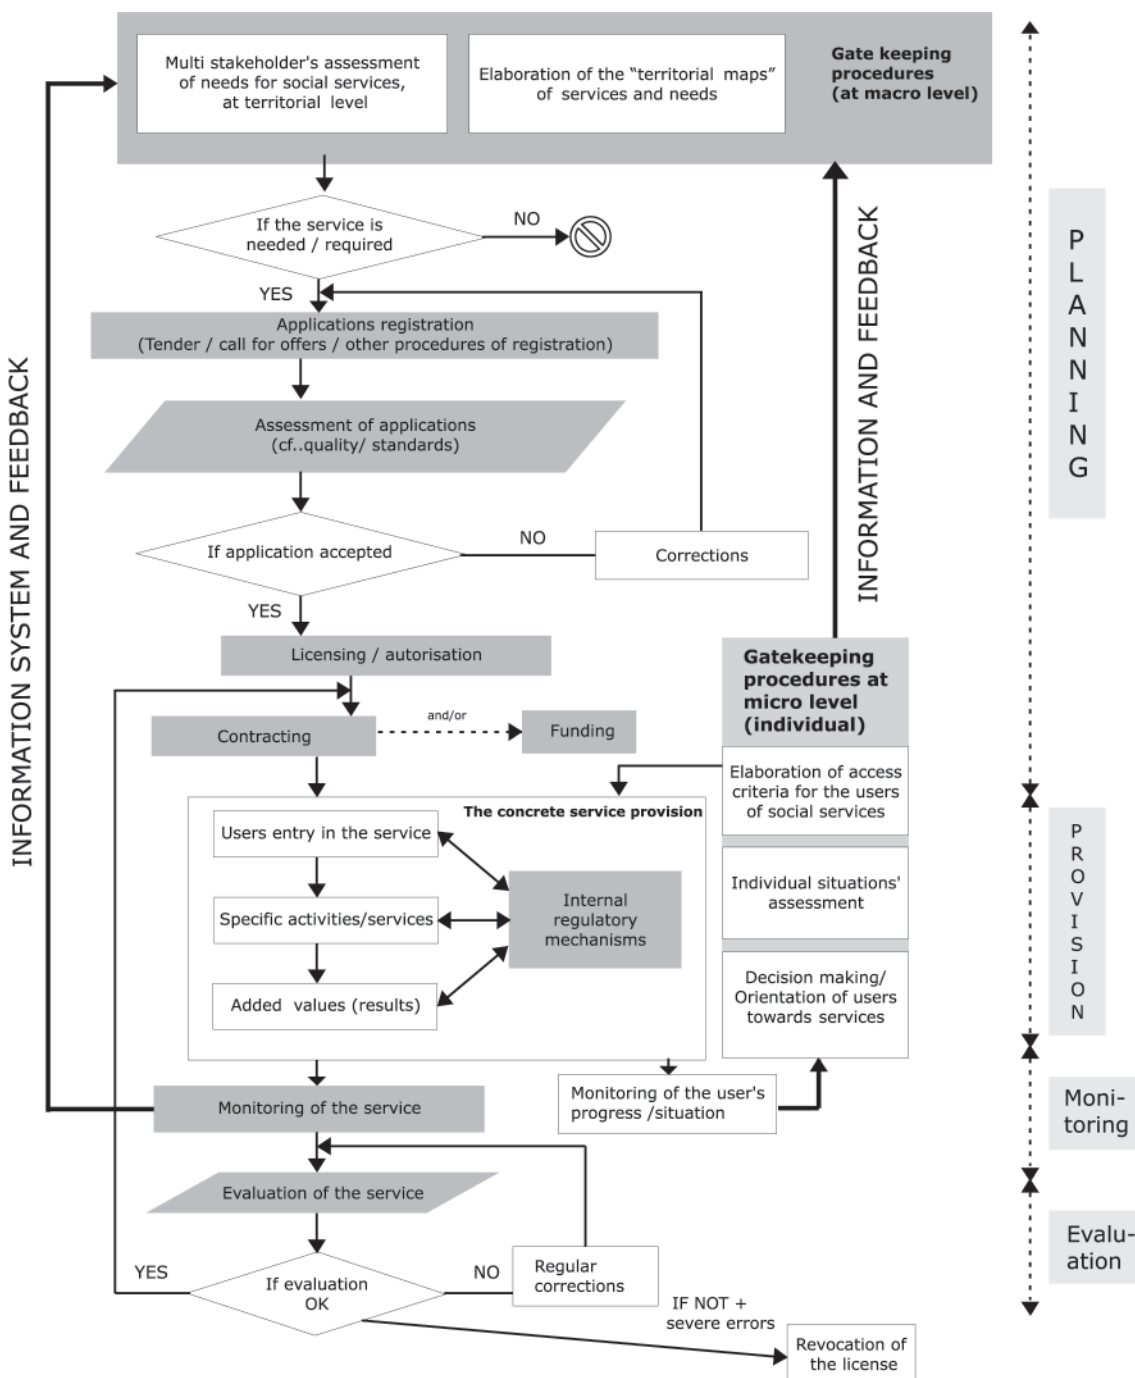 Multi stakeholder's assessment
of needs for social services,
at territorial level
Elaboration of the “territorial maps”
of services and needs
Gate keeping
procedures
(at macro level)
If the service is
needed / required
NO
YES
Applications registration
(Tender / call for offers / other procedures of registration)
Assessment of applications
(cf..quality/ standards)
If application accepted
NO
Corrections
YES
Licensing / autorisation
Contracting
and/or
Funding
Gatekeeping
procedures at
micro level
(individual)
Elaboration of access
criteria for the users
of social services
Individual situations'
assessment
Decision making/
Orientation of users
towards services
The concrete service provision
Users entry in the service
Specific activities/services
Added values (results)
Internal
regulatory
mechanisms
Monitoring of the service
Monitoring of the user's
progress /situation
Evaluation of the service
If evaluation
OK
YES
NO
Regular
corrections
IF NOT +
severe errors
Revocation of
the license
INFORMATION SYSTEM AND FEEDBACK
INFORMATION AND FEEDBACK
PLANNING
PROVISION
Moni-
toring
Evalu-
ation